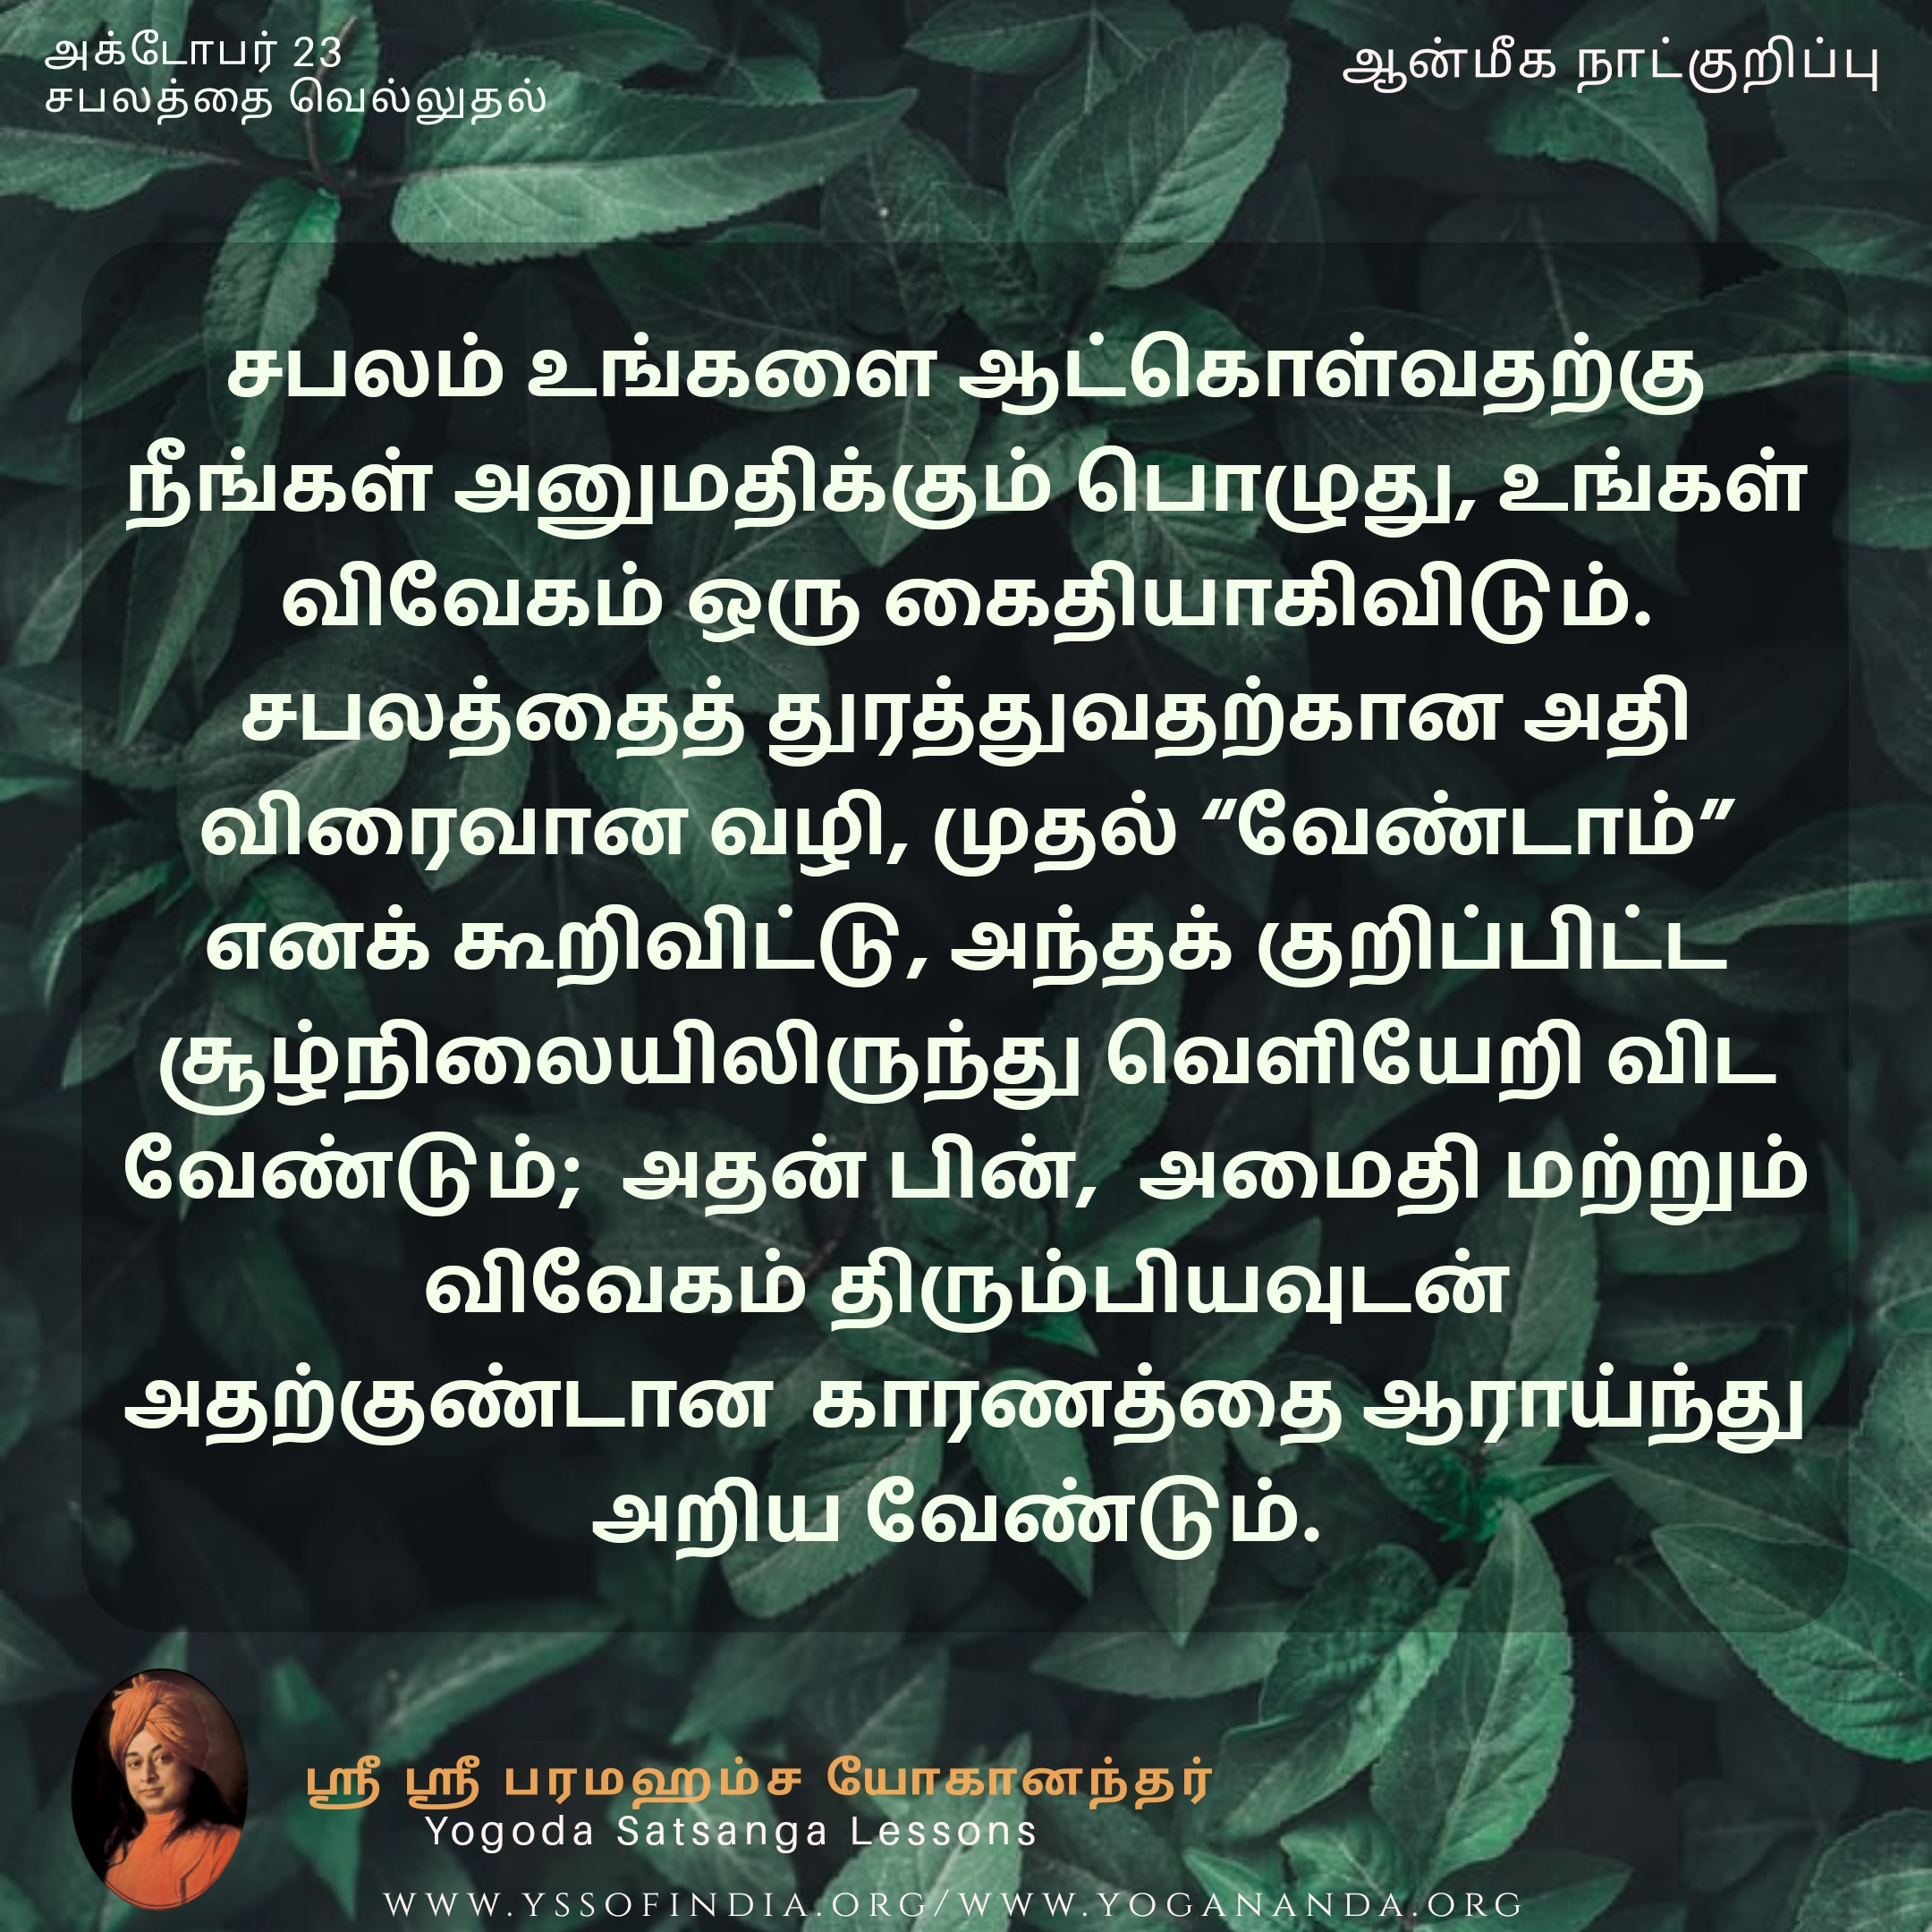 அக்டோபர் 23
சபலத்தை வெல்லுதல்
ஆன்மீக நாட்குறிப்பு
சபலம் உங்களை ஆட்கொள்வதற்கு
நீங்கள் அனுமதிக்கும் பொழுது, உங்கள்
விவேகம் ஒரு கைதியாகிவிடும்.
சபலத்தைத் துரத்துவதற்கான அதி
விரைவான வழி, முதல் “வேண்டாம்”
எனக் கூறிவிட்டு, அந்தக் குறிப்பிட்ட
சூழ்நிலையிலிருந்து வெளியேறி விட
வேண்டும்; அதன் பின், அமைதி மற்றும்
விவேகம் திரும்பியவுடன்
அதற்குண்டான காரணத்தை ஆராய்ந்து
அறிய வேண்டும்.
ஸ்ரீ ஸ்ரீ பரமஹம்ச யோகானந்தர்
Yogoda Satsanga Lessons
WWW.YSSOFINDIA.ORG/WWW.YOGANANDA.ORG